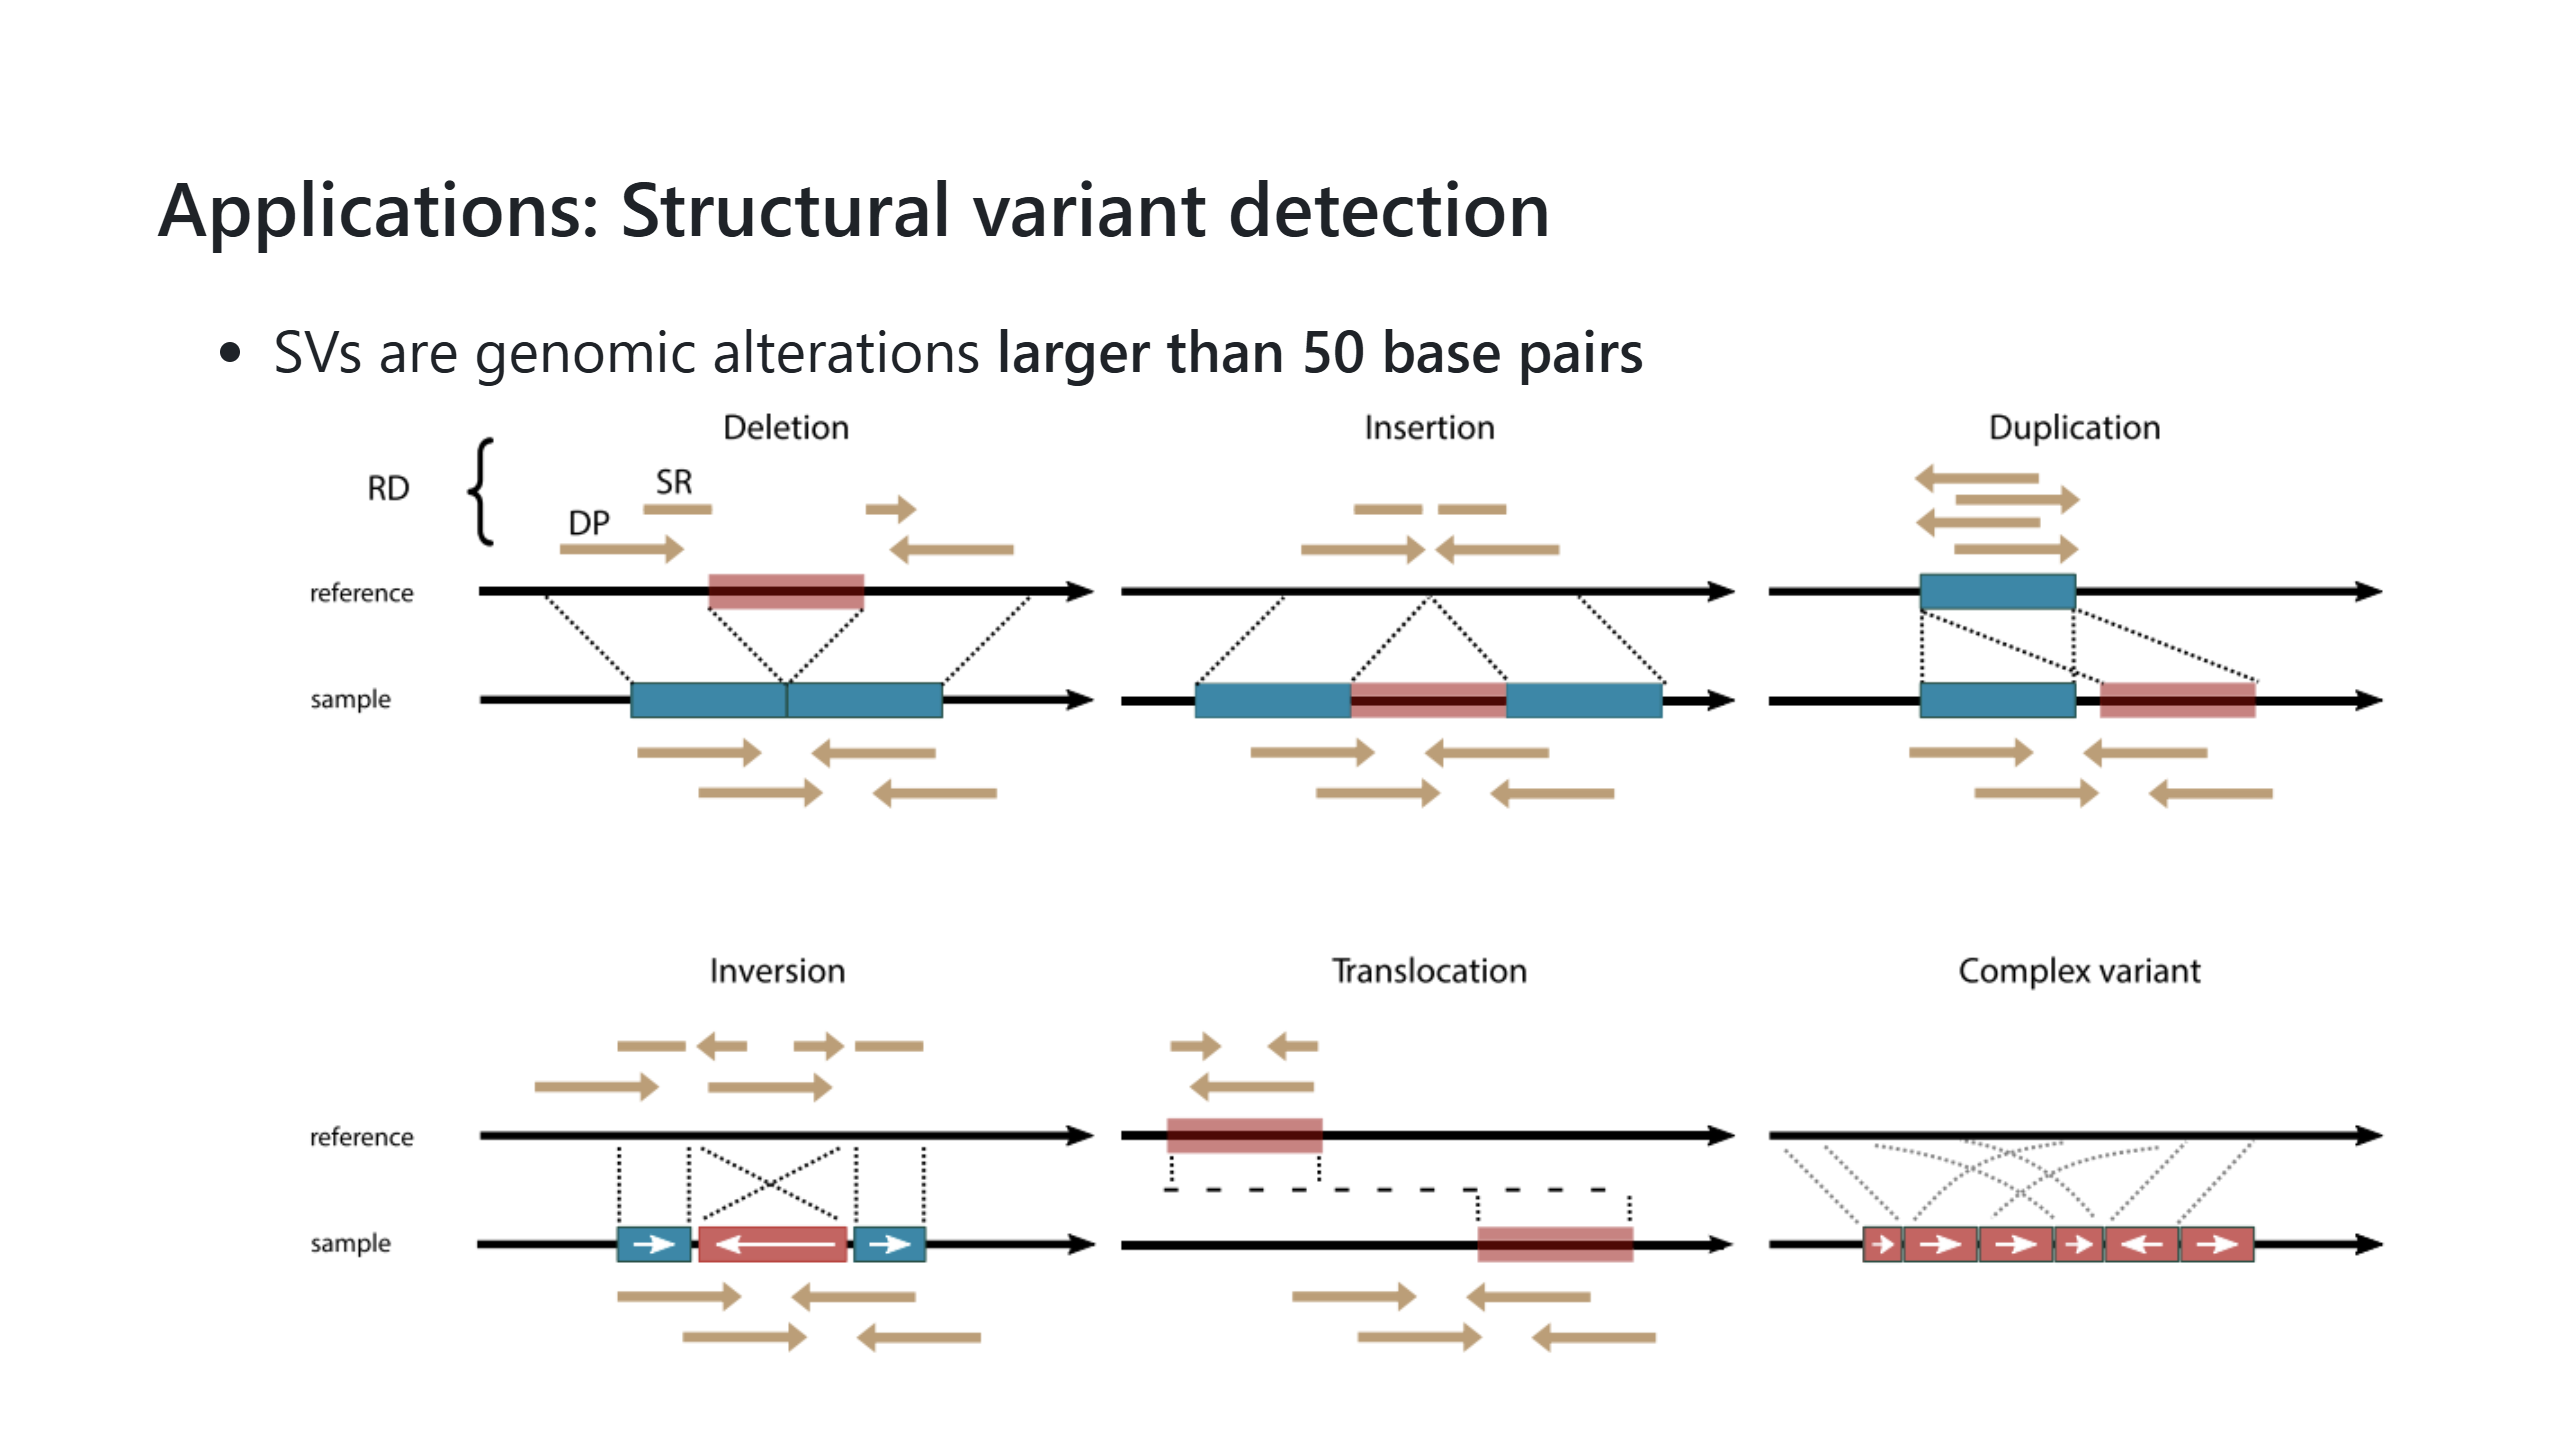 Applications: Structural variant detection
• SVs are genomic alterations larger than 50 base pairs
Deletion
Insertion
Duplication
RD
SR
DP
reference
sample
Inversion
Translocation
Complex variant
reference
sample